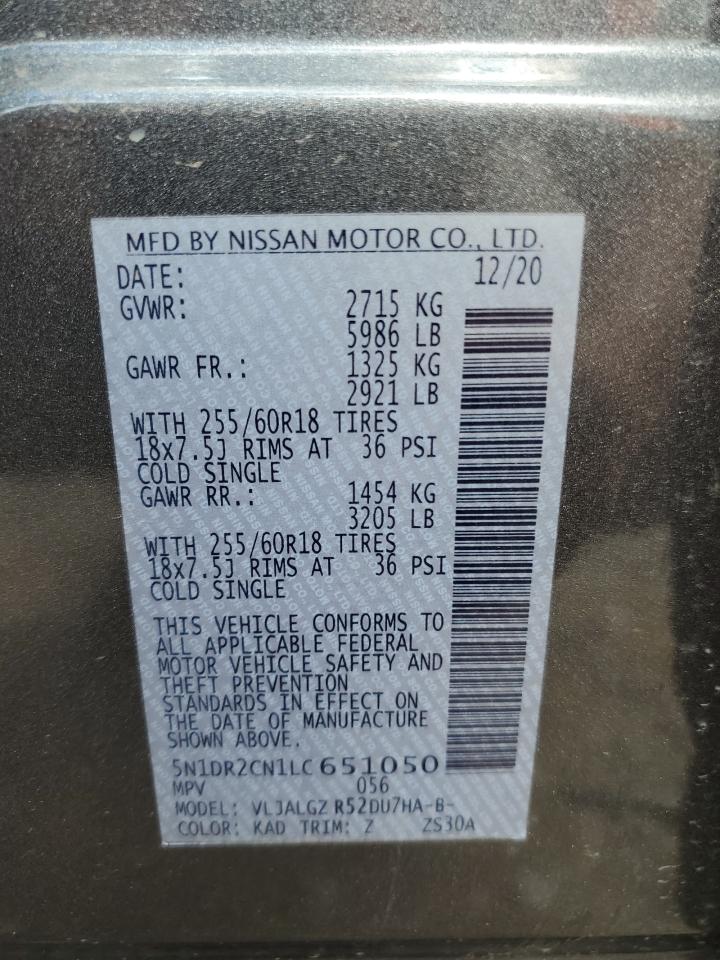 MFD BY NISSAN MOTOR CO., LTD.
DATE: 12/20
GVWR: 2715 KG
5986 LB
GAWR FR.: 1325 KG
2921 LB
WITH 255/60R18 TIRES
18x7.5J RIMS AT 36 PSI
COLD SINGLE
GAWR RR.: 1454 KG
3205 LB
WITH 255/60R18 TIRES
18x7.5J RIMS AT 36 PSI
COLD SINGLE
THIS VEHICLE CONFORMS TO
ALL APPLICABLE FEDERAL
MOTOR VEHICLE SAFETY AND
THEFT PREVENTION
STANDARDS IN EFFECT ON
THE DATE OF MANUFACTURE
SHOWN ABOVE.
5N1DR2CN1LC651050
MPV 056
MODEL: VLJALGZ R52DU7HA-B-
COLOR: KAD TRIM: Z ZS30A